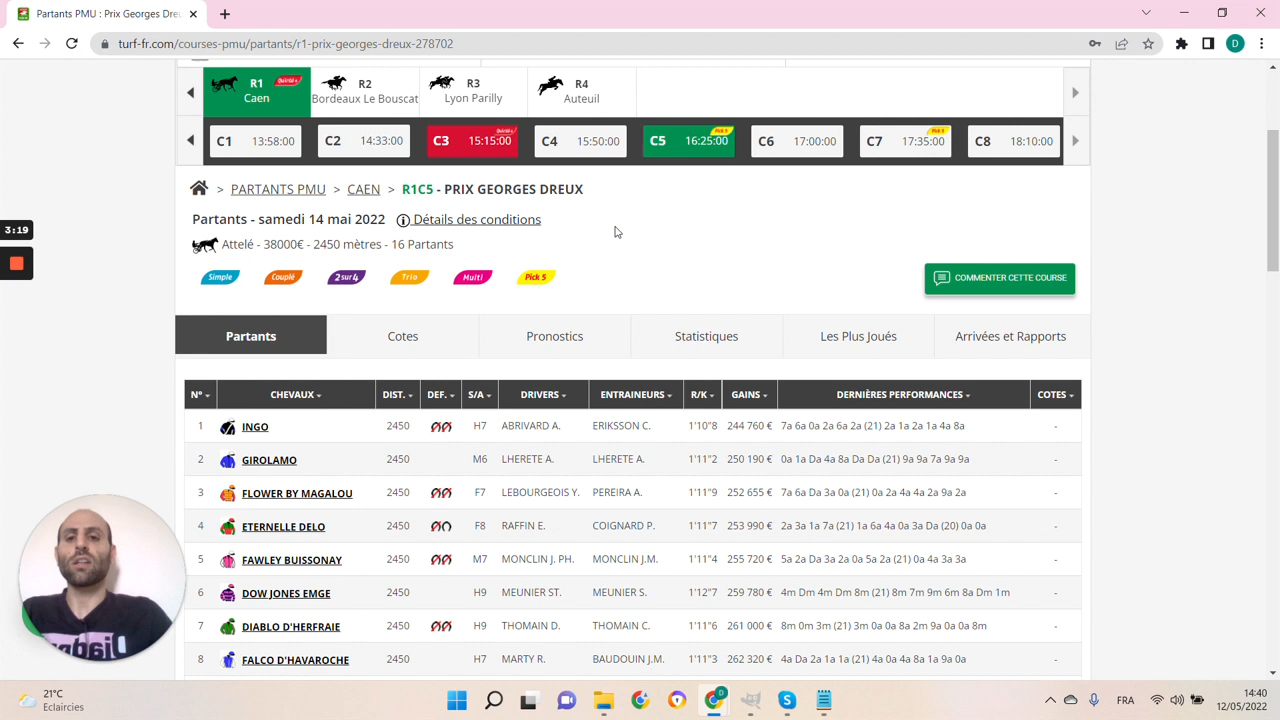 Partants PMU : Prix Georges Dreu
turf-fr.com/courses-pmu/partants/r1-prix-georges-dreux-278702
D
R1 Quinté+ R2 R3 R4
Caen Bordeaux Le Bouscat Lyon Parilly Auteuil
C1 13:58:00 C2 14:33:00 C3 15:15:00 Quinté+ C4 15:50:00 C5 16:25:00 Pick 5 C6 17:00:00 C7 17:35:00 Pick 5 C8 18:10:00
> PARTANTS PMU > CAEN > R1C5 - PRIX GEORGES DREUX
Partants - samedi 14 mai 2022 Détails des conditions
3:19
Attelé - 38000€ - 2450 mètres - 16 Partants
Simple Couplé 2 sur 4 Trio Multi Pick 5
COMMENTER CETTE COURSE
Partants Cotes Pronostics Statistiques Les Plus Joués Arrivées et Rapports
N° CHEVAUX DIST. DEF. S/A DRIVERS ENTRAINEURS R/K GAINS DERNIÈRES PERFORMANCES COTES
1 INGO 2450 H7 ABRIVARD A. ERIKSSON C. 1'10"8 244 760 € 7a 6a 0a 2a 6a 2a (21) 2a 1a 2a 1a 4a 8a -
2 GIROLAMO 2450 M6 LHERETE A. LHERETE A. 1'11"2 250 190 € 0a 1a Da 4a 8a Da Da (21) 9a 9a 7a 9a 9a -
3 FLOWER BY MAGALOU 2450 F7 LEBOURGEOIS Y. PEREIRA A. 1'11"9 252 655 € 7a 6a Da 3a 0a (21) 0a 2a 4a 4a 2a 9a 2a -
4 ETERNELLE DELO 2450 F8 RAFFIN E. COIGNARD P. 1'11"7 253 990 € 2a 3a 1a 7a (21) 1a 6a 4a 0a 3a Da (20) 0a 0a -
5 FAWLEY BUISSONAY 2450 M7 MONCLIN J. PH. MONCLIN J.M. 1'11"4 255 720 € 5a 2a Da 3a 2a 0a 5a 2a (21) 0a 4a 3a 3a -
6 DOW JONES EMGE 2450 H9 MEUNIER ST. MEUNIER S. 1'12"7 259 780 € 4m Dm 4m Dm 8m (21) 8m 7m 9m 6m 8a Dm 1m -
7 DIABLO D'HERFRAIE 2450 H9 THOMAIN D. THOMAIN C. 1'11"6 261 000 € 8m 0m 3m (21) 3m 0a 0a 8a 2m 9a 0a 0a 8m -
8 FALCO D'HAVAROCHE 2450 H7 MARTY R. BAUDOUIN J.M. 1'11"3 262 320 € 4a Da 2a 1a 1a (21) 4a 0a 4a 8a 1a 9a 0a -
21°C
Eclaircies
D
FRA
14:40
12/05/2022